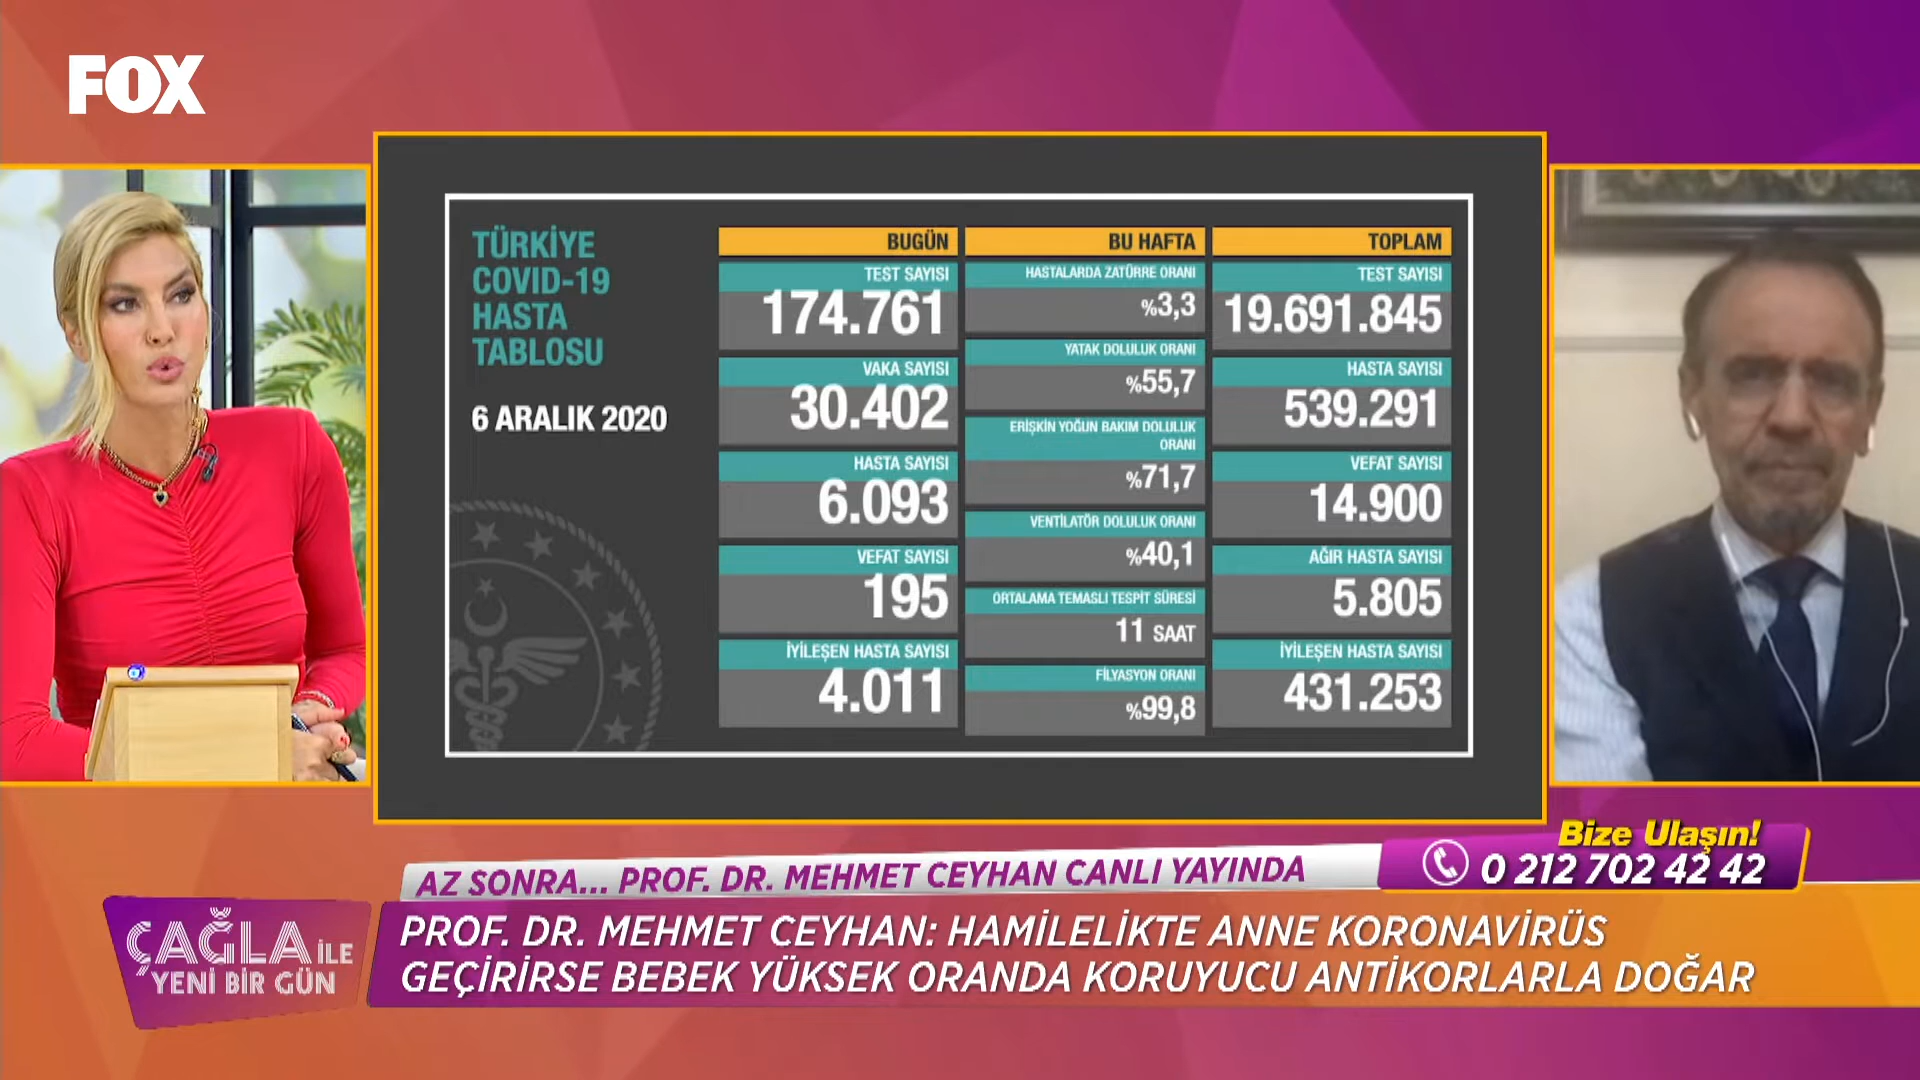 FOX
TÜRKİYE
COVID-19
HASTA
TABLOSU
6 ARALIK 2020
BUGÜN
TEST SAYISI
174.761
VAKA SAYISI
30.402
HASTA SAYISI
6.093
VEFAT SAYISI
195
İYİLEŞEN HASTA SAYISI
4.011
BU HAFTA
HASTALARDA ZATÜRRE ORANI
%3,3
YATAK DOLULUK ORANI
%55,7
ERİŞKİN YOĞUN BAKIM DOLULUK
ORANI
%71,7
VENTİLATÖR DOLULUK ORANI
%40,1
ORTALAMA TEMASLI TESPİT SÜRESİ
11 SAAT
FİLYASYON ORANI
%99,8
TOPLAM
TEST SAYISI
19.691.845
HASTA SAYISI
539.291
VEFAT SAYISI
14.900
AĞIR HASTA SAYISI
5.805
İYİLEŞEN HASTA SAYISI
431.253
Bize Ulaşın!
0 212 702 42 42
AZ SONRA... PROF. DR. MEHMET CEYHAN CANLI YAYINDA
ÇAĞLA İLE
YENİ BİR GÜN
PROF. DR. MEHMET CEYHAN: HAMİLELİKTE ANNE KORONAVİRÜS
GEÇİRİRSE BEBEK YÜKSEK ORANDA KORUYUCU ANTİKORLARLA DOĞAR